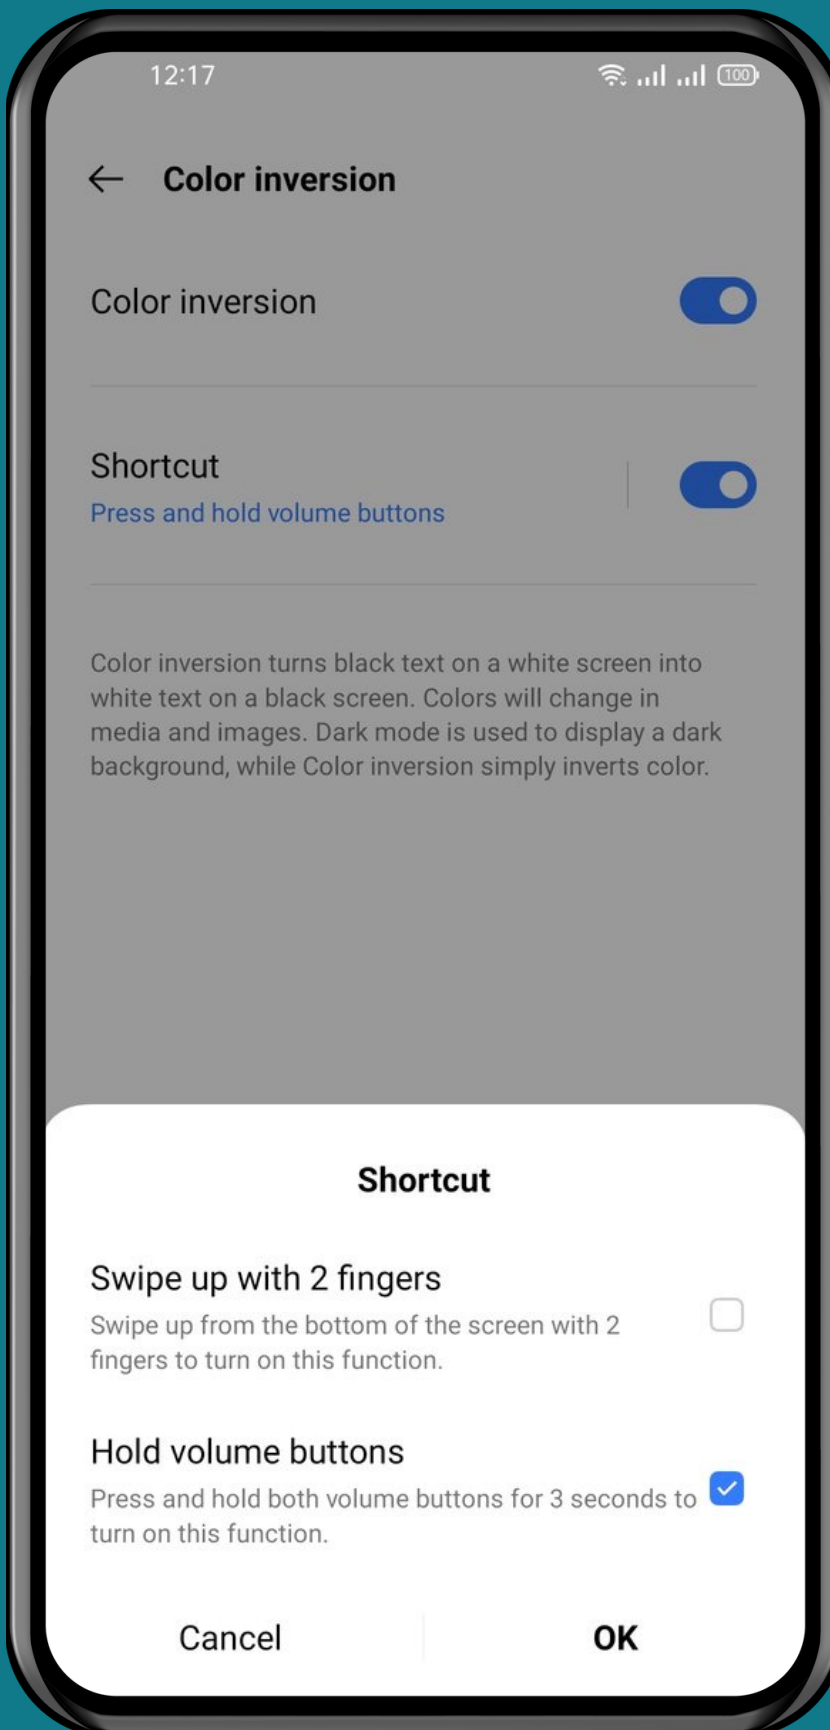 12:17
100
Color inversion
Color inversion
Shortcut
Press and hold volume buttons
Color inversion turns black text on a white screen into
white text on a black screen. Colors will change in
media and images. Dark mode is used to display a dark
background, while Color inversion simply inverts color.
Shortcut
Swipe up with 2 fingers
Swipe up from the bottom of the screen with 2
fingers to turn on this function.
Hold volume buttons
Press and hold both volume buttons for 3 seconds to
turn on this function.
Cancel
OK